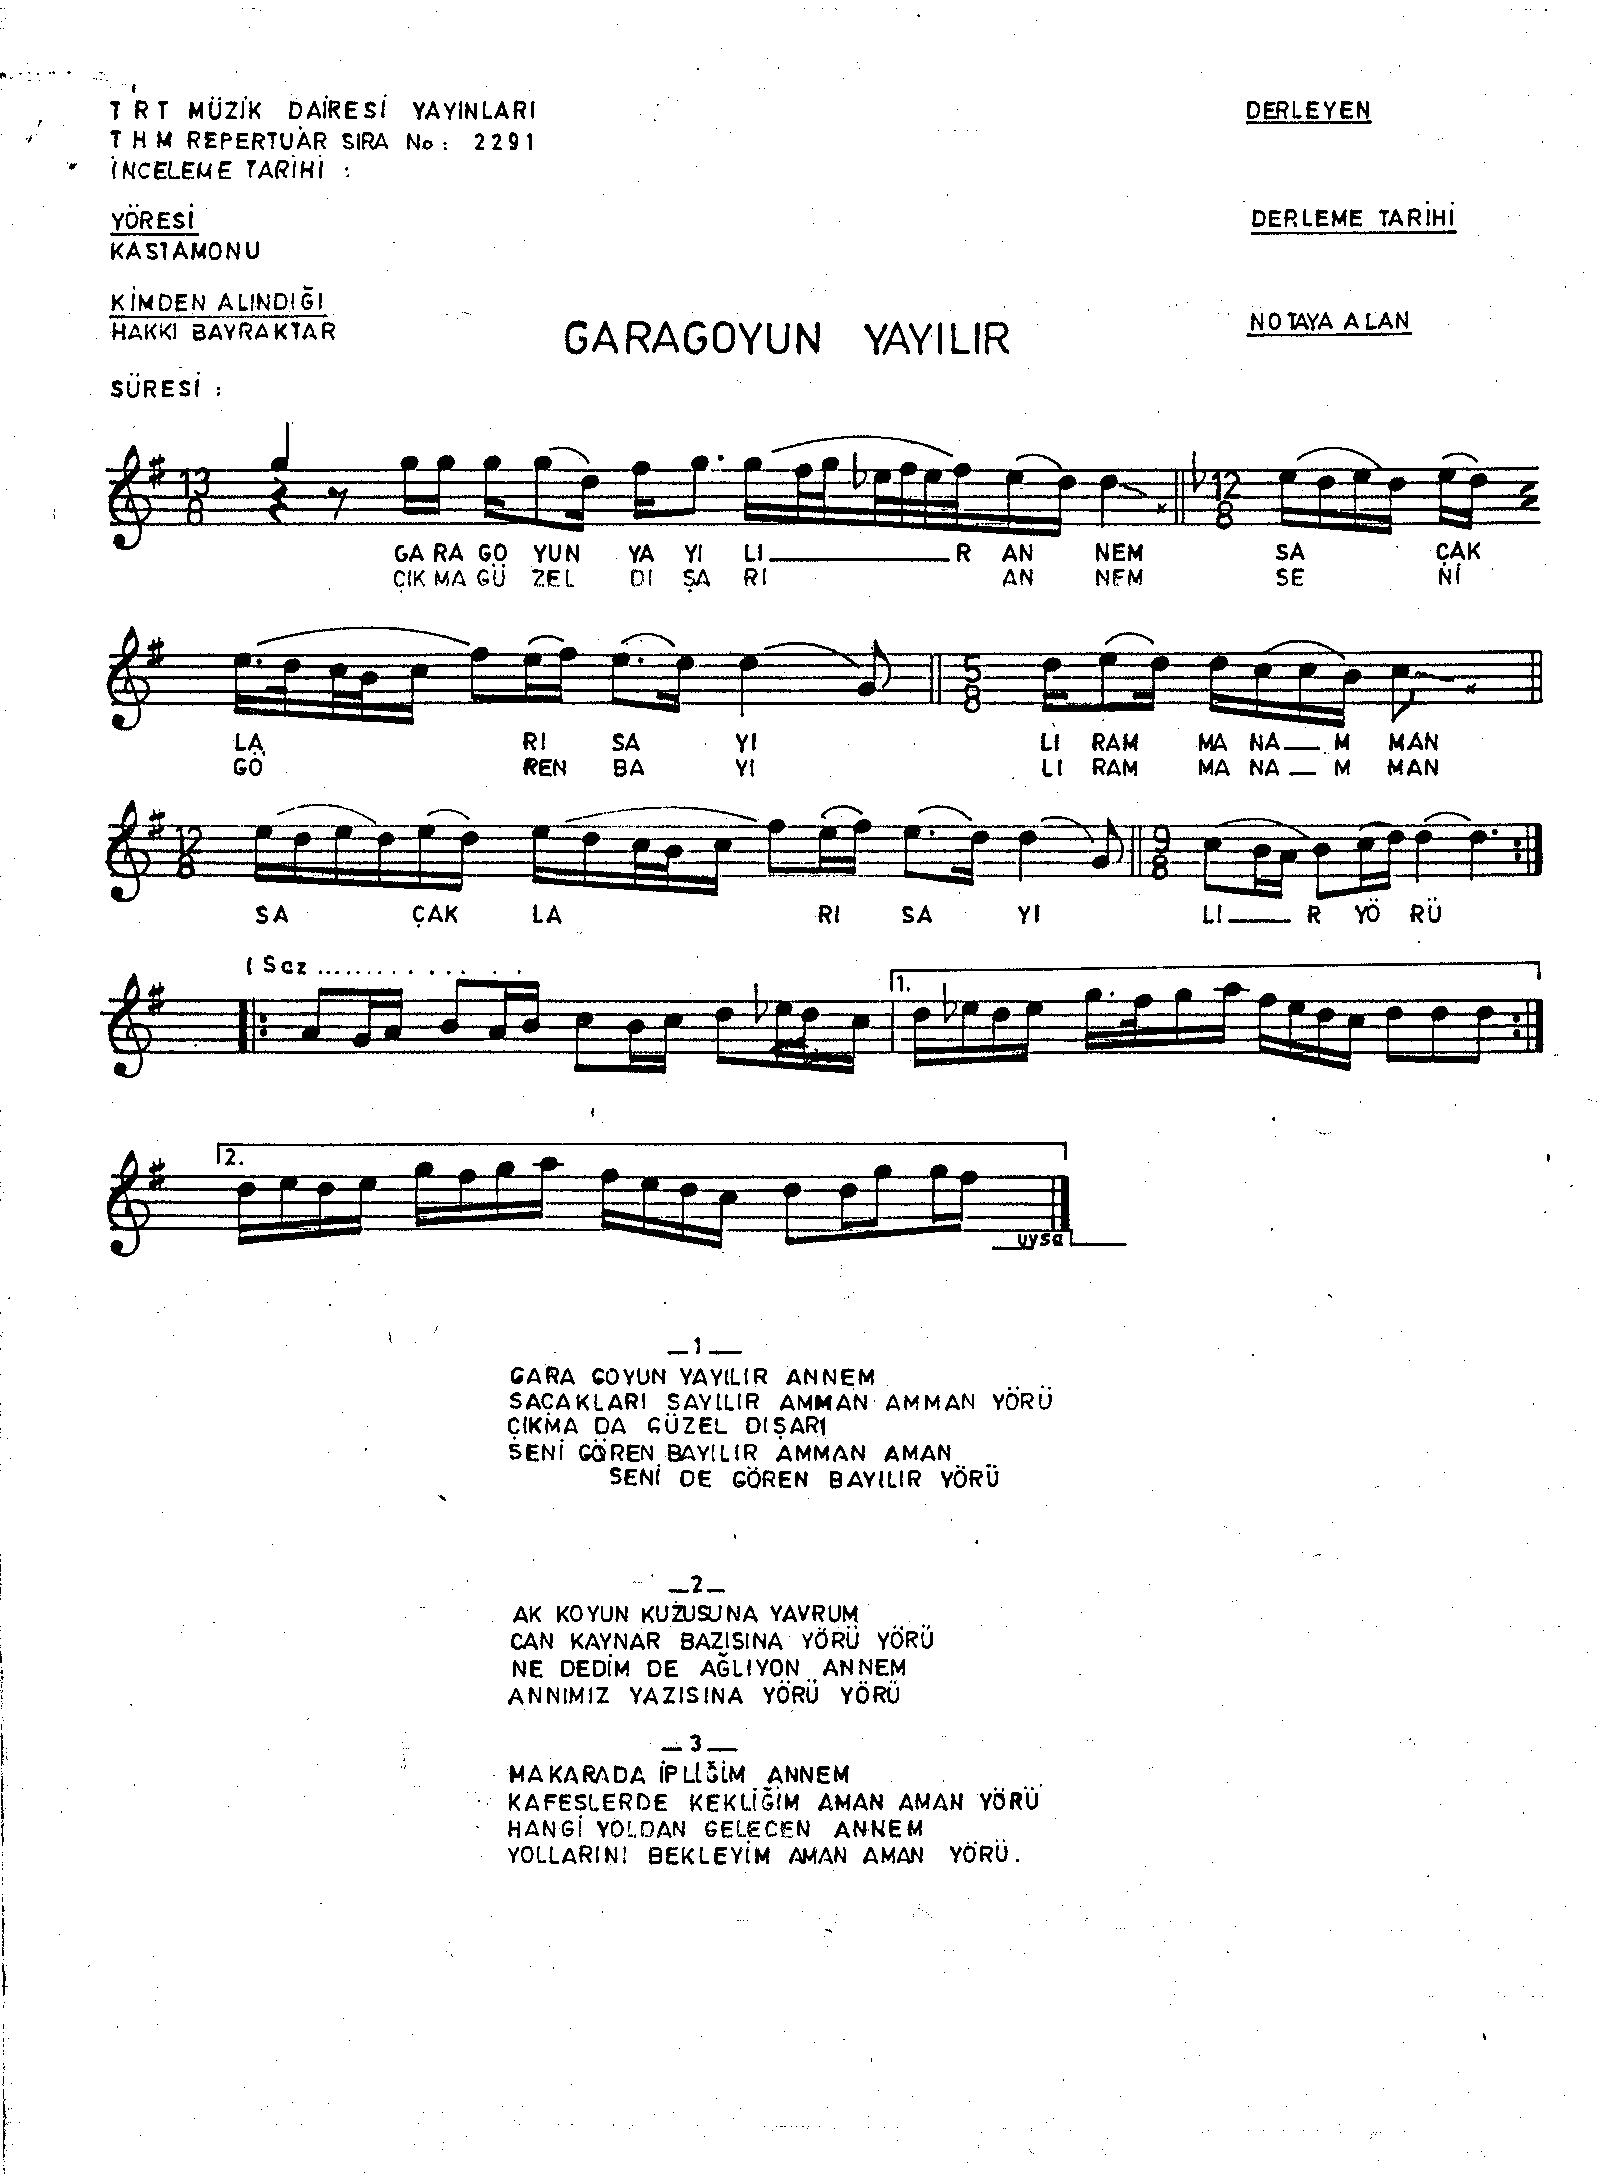 TRT MÜZİK DAİRESİ YAYINLARI
THM REPERTUAR SIRA No: 2291
İNCELEME TARİHİ :
DERLEYEN
YÖRESİ
KASTAMONU
DERLEME TARİHİ
KİMDEN ALINDIĞI
HAKKI BAYRAKTAR
NOTAYA ALAN
GARAGOYUN YAYILIR
SÜRESİ :
13 8 12 8
GA RA GO YUN YA YI LI R AN NEM SA ÇAK
ÇIK MA GÜ ZEL DI ŞA RI AN NEM SE Nİ
5 8
LA RI SA YI LI RAM MA NA M MAN
GÖ REN BA YI LI RAM MA NA M MAN
12 8 9 8
SA ÇAK LA RI SA YI LI R YÖ RÜ
( Saz ..............
1.
2.
uysal
1
GARA GOYUN YAYILIR ANNEM
SAÇAKLARI SAYILIR AMMAN AMMAN YÖRÜ
ÇIKMA DA GÜZEL DIŞARI
SENİ GÖREN BAYILIR AMMAN AMAN
SENİ DE GÖREN BAYILIR YÖRÜ
2
AK KOYUN KUZUSUNA YAVRUM
CAN KAYNAR BAZISINA YÖRÜ YÖRÜ
NE DEDİM DE AĞLIYON ANNEM
ANNIMIZ YAZISINA YÖRÜ YÖRÜ
3
MAKARADA İPLİĞİM ANNEM
KAFESLERDE KEKLİĞİM AMAN AMAN YÖRÜ
HANGİ YOLDAN GELECEN ANNEM
YOLLARINI BEKLEYİM AMAN AMAN YÖRÜ.